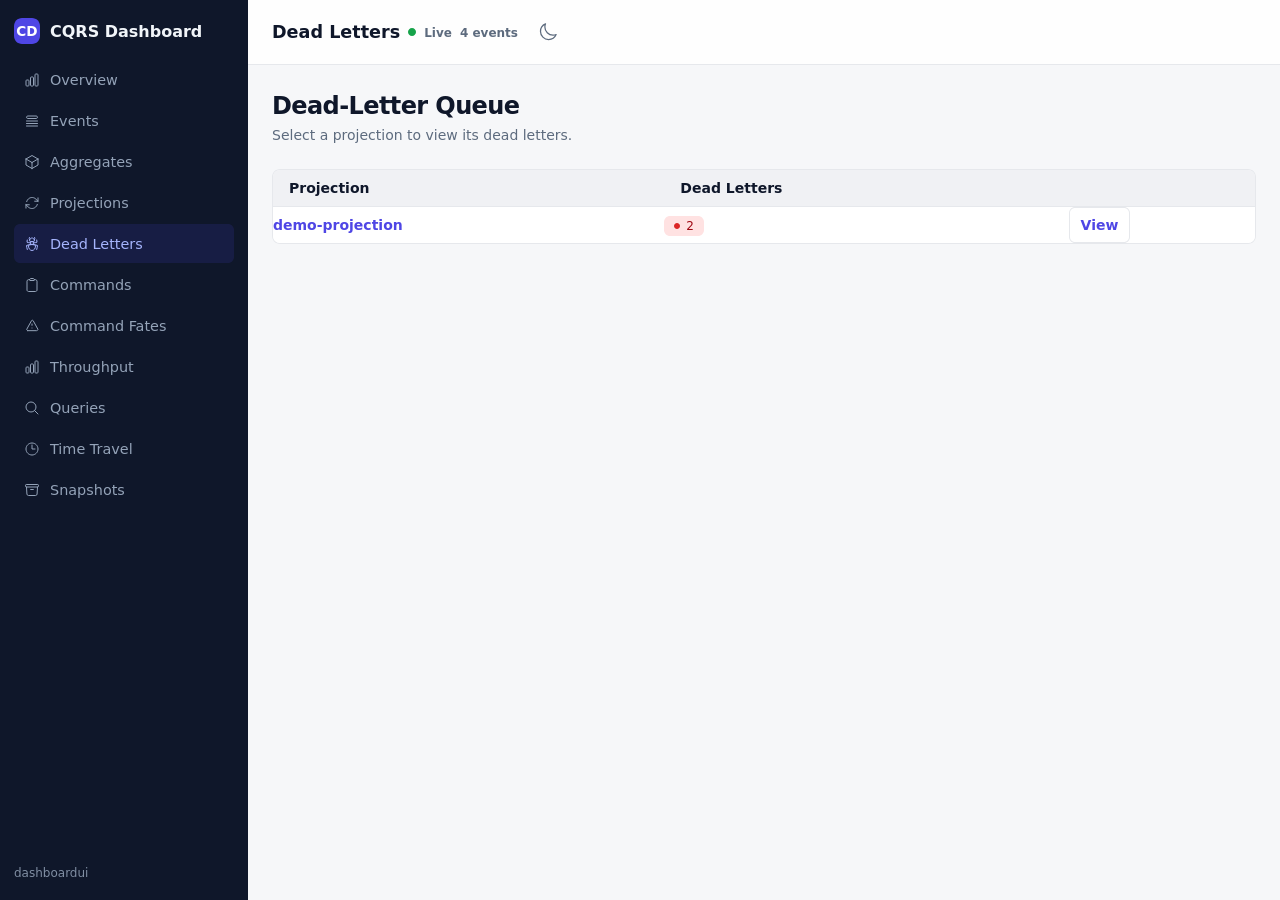 CD CQRS Dashboard
Overview
Events
Aggregates
Projections
Dead Letters
Commands
Command Fates
Throughput
Queries
Time Travel
Snapshots
dashboardui
Dead Letters Live 4 events
Dead-Letter Queue
Select a projection to view its dead letters.
Projection Dead Letters
demo-projection 2 View